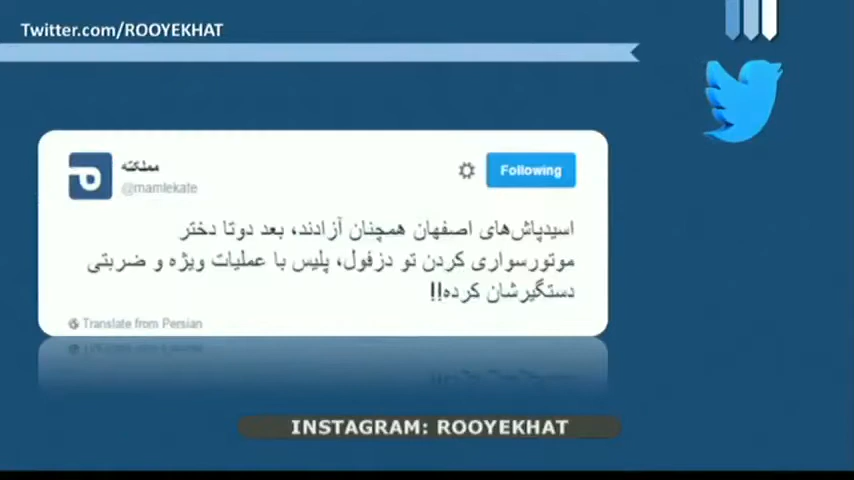 Twitter.com/ROOYEKHAT
مملكته
@mamlekate
Following
اسیدپاش‌های اصفهان همچنان آزادند، بعد دوتا دختر
موتورسواری کردن تو دزفول، پلیس با عملیات ویژه و ضربتی
دستگیرشان کرده!!
Translate from Persian
INSTAGRAM: ROOYEKHAT